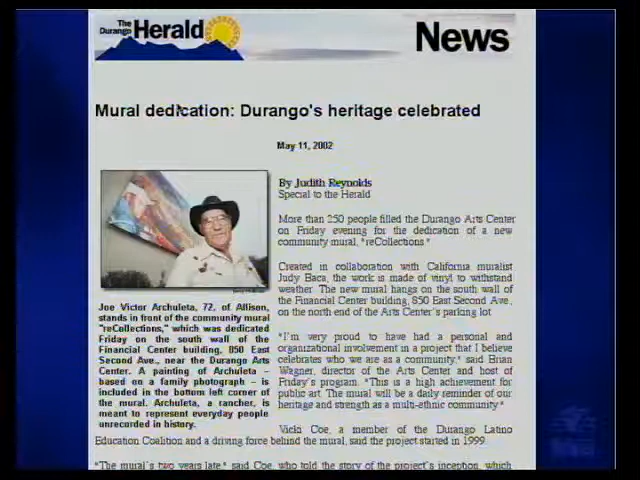 The
Durango Herald
News
Mural dedication: Durango's heritage celebrated
May 11, 2002
By Judith Reynolds
Special to the Herald
More than 250 people filled the Durango Arts Center
on Friday evening for the dedication of a new
community mural, "reCollections."
Created in collaboration with California muralist
Judy Baca, the work is made of vinyl to withstand
weather. The new mural hangs on the south wall of
the Financial Center building, 850 East Second Ave.,
on the north end of the Arts Center's parking lot
"I'm very proud to have had a personal and
organizational involvement in a project that I believe
celebrates who we are as a community," said Brian
Wagner, director of the Arts Center and host of
Friday's program. "This is a high achievement for
public art. The mural will be a daily reminder of our
heritage and strength as a multi-ethnic community."
Joe Victor Archuleta, 72, of Allison,
stands in front of the community mural
"reCollections," which was dedicated
Friday on the south wall of the
Financial Center building, 850 East
Second Ave., near the Durango Arts
Center. A painting of Archuleta –
based on a family photograph – is
included in the bottom left corner of
the mural. Archuleta, a rancher, is
meant to represent everyday people
unrecorded in history.
Vicki Coe, a member of the Durango Latino
Education Coalition and a driving force behind the mural, said the project started in 1999.
"The mural's two years late," said Coe, who told the story of the project's inception, which